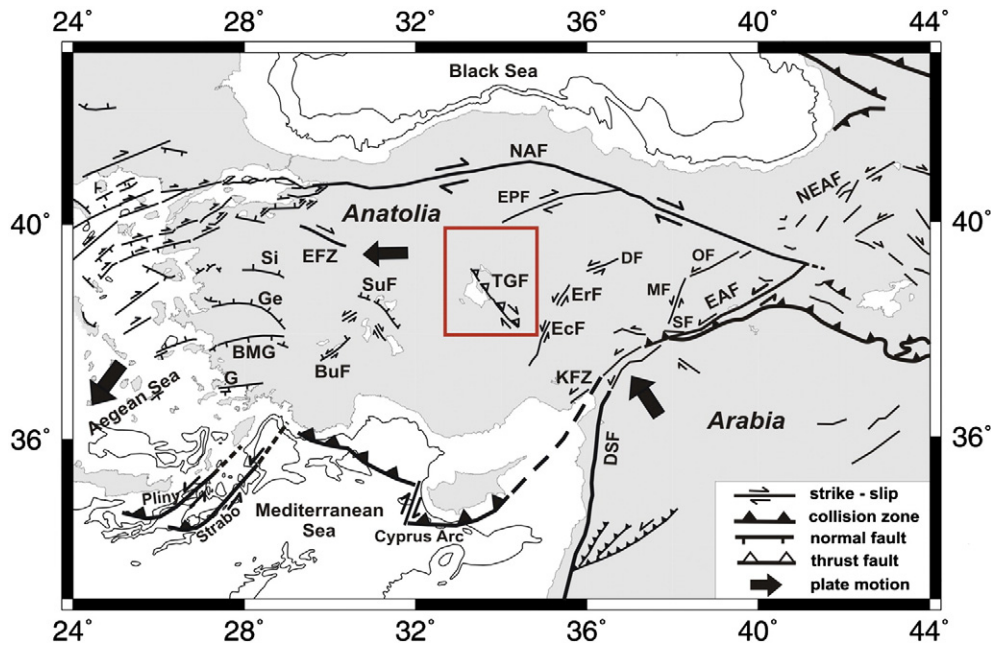 24° 28° 32° 36° 40° 44°
Black Sea
NAF
NEAF
EPF
40° Anatolia 40°
EFZ
Si
SuF
TGF
DF
OF
ErF
MF
EAF
Ge
SF
EcF
BMG
BuF
G
KFZ
Aegean Sea
Arabia
36° 36°
DSF
Pliny
Strabo
Mediterranean
Sea
Cyprus Arc
strike - slip
collision zone
normal fault
thrust fault
plate motion
24° 28° 32° 36° 40° 44°